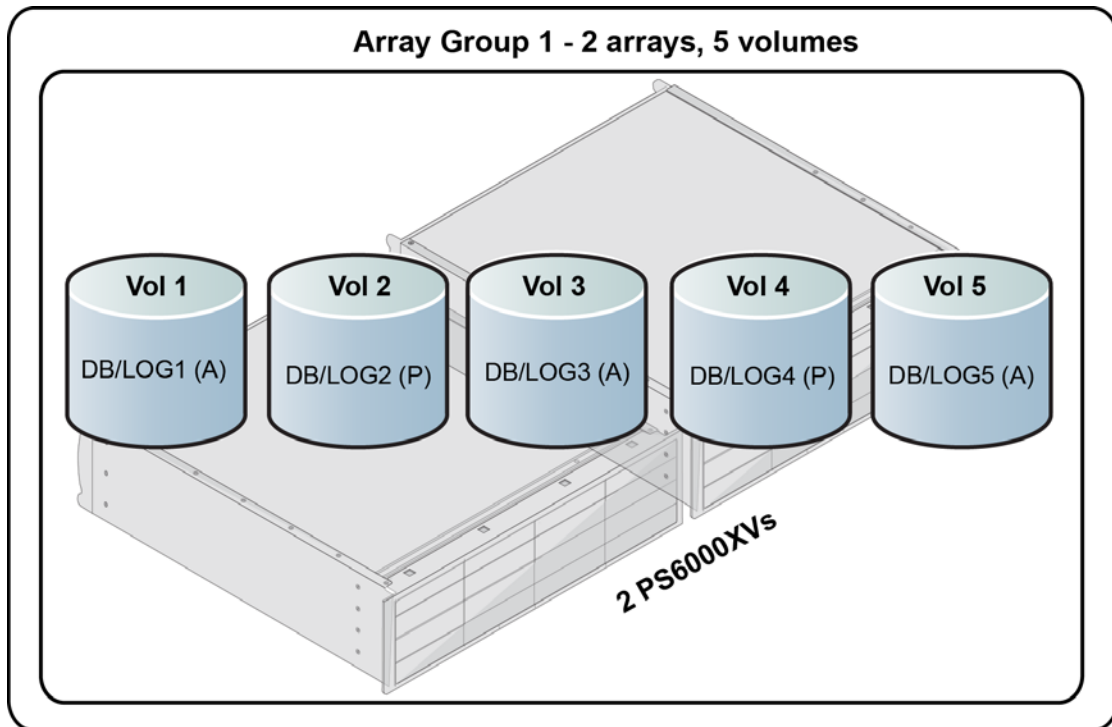 Array Group 1 - 2 arrays, 5 volumes
Vol 1
Vol 2
Vol 3
Vol 4
Vol 5
DB/LOG1 (A)
DB/LOG2 (P)
DB/LOG3 (A)
DB/LOG4 (P)
DB/LOG5 (A)
2 PS6000XVs